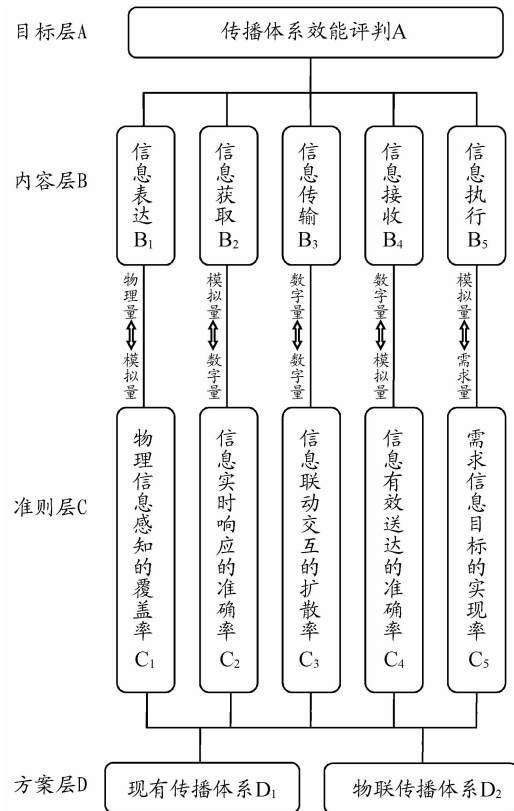 目标层A
传播体系效能评判A
内容层B
信息表达B₁
信息获取B₂
信息传输B₃
信息接收B₄
信息执行B₅
物理量
模拟量
模拟量
数字量
数字量
数字量
数字量
模拟量
模拟量
需求量
准则层C
物理信息感知的覆盖率C₁
信息实时响应的准确率C₂
信息联动交互的扩散率C₃
信息有效送达的准确率C₄
需求信息目标的实现率C₅
方案层D
现有传播体系D₁
物联传播体系D₂